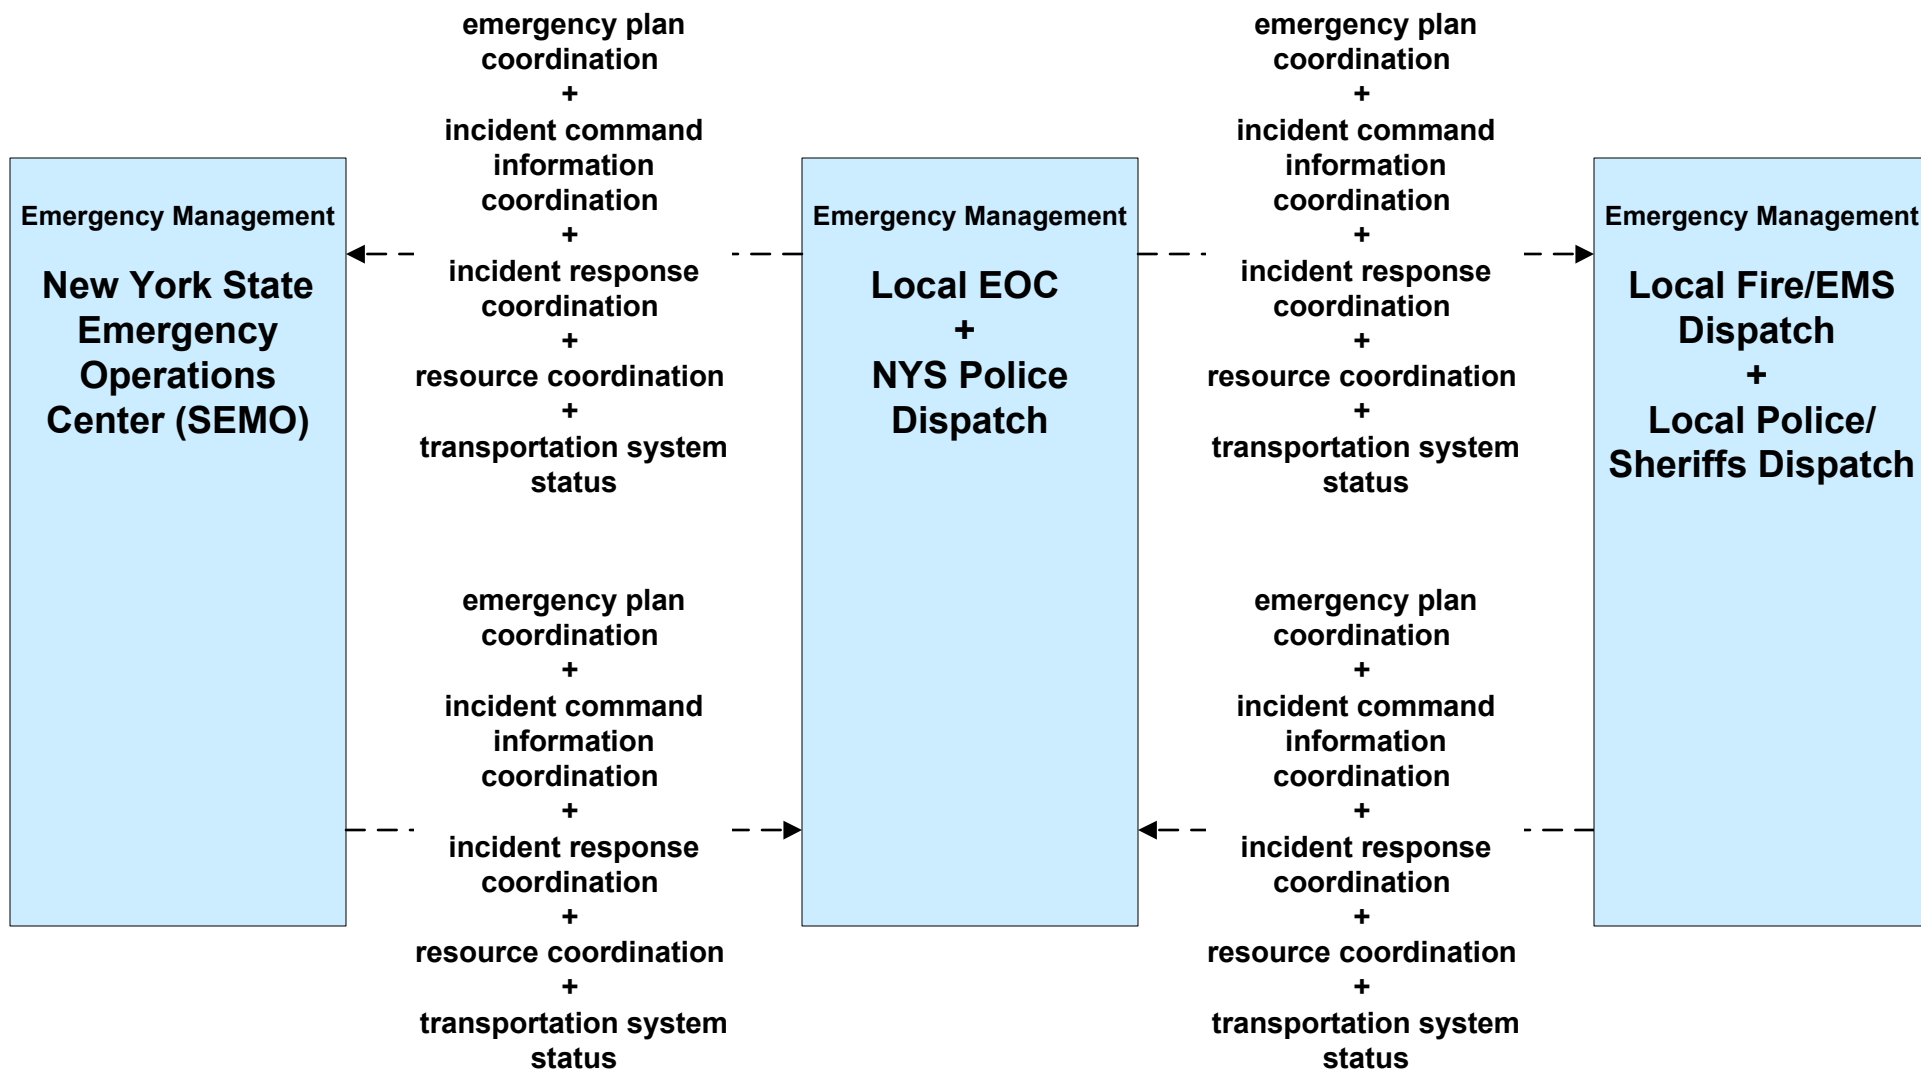 emergency plan
coordination
+
incident command
information
coordination
+
incident response
coordination
+
resource coordination
+
transportation system
status
emergency plan
coordination
+
incident command
information
coordination
+
incident response
coordination
+
resource coordination
+
transportation system
status
Emergency Management
New York State
Emergency
Operations
Center (SEMO)
Emergency Management
Local EOC
+
NYS Police
Dispatch
Emergency Management
Local Fire/EMS
Dispatch
+
Local Police/
Sheriffs Dispatch
emergency plan
coordination
+
incident command
information
coordination
+
incident response
coordination
+
resource coordination
+
transportation system
status
emergency plan
coordination
+
incident command
information
coordination
+
incident response
coordination
+
resource coordination
+
transportation system
status